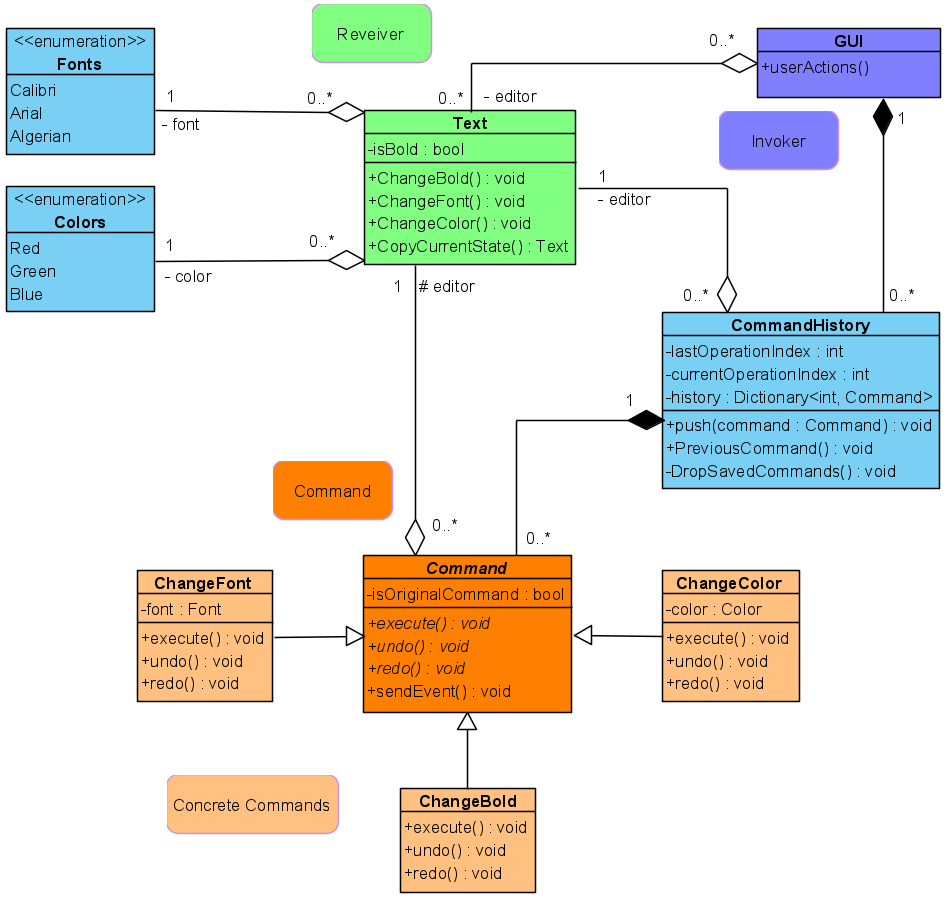 Reveiver
<<enumeration>>
Fonts
Calibri
Arial
Algerian
1
- font
0..*
0..*
- editor
0..*
GUI
+userActions()
Invoker
1
Text
-isBold : bool
+ChangeBold() : void
+ChangeFont() : void
+ChangeColor() : void
+CopyCurrentState() : Text
1
- editor
<<enumeration>>
Colors
Red
Green
Blue
1
- color
0..*
1
# editor
0..*
0..*
CommandHistory
-lastOperationIndex : int
-currentOperationIndex : int
-history : Dictionary<int, Command>
+push(command : Command) : void
+PreviousCommand() : void
-DropSavedCommands() : void
1
Command
0..*
0..*
Command
-isOriginalCommand : bool
+execute() : void
+undo() : void
+redo() : void
+sendEvent() : void
ChangeFont
-font : Font
+execute() : void
+undo() : void
+redo() : void
ChangeColor
-color : Color
+execute() : void
+undo() : void
+redo() : void
Concrete Commands
ChangeBold
+execute() : void
+undo() : void
+redo() : void